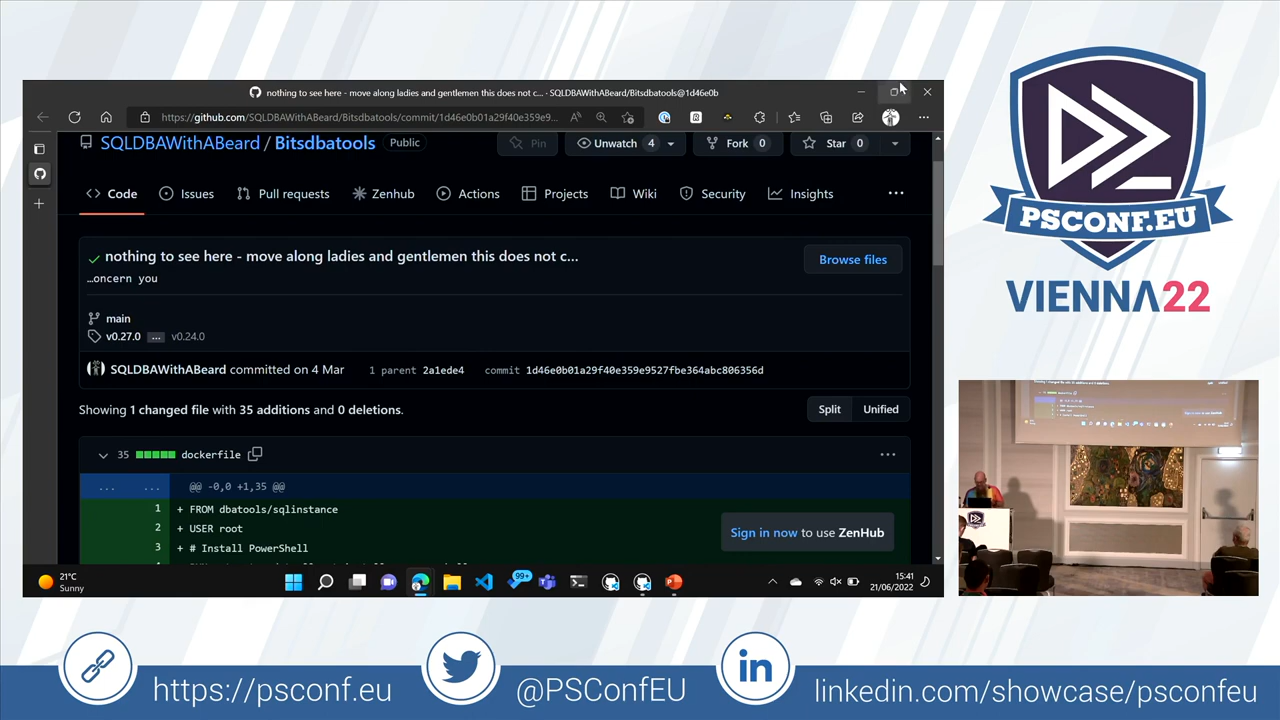 nothing to see here - move along ladies and gentlemen this does not c... · SQLDBAWithABeard/Bitsdbatools@1d46e0b
https://github.com/SQLDBAWithABeard/Bitsdbatools/commit/1d46e0b01a29f40e359e9...
SQLDBAWithABeard / Bitsdbatools
Public
Pin
Unwatch 4
Fork 0
Star 0
Code
Issues
Pull requests
Zenhub
Actions
Projects
Wiki
Security
Insights
nothing to see here - move along ladies and gentlemen this does not c...
…oncern you
Browse files
main
v0.27.0 ... v0.24.0
SQLDBAWithABeard committed on 4 Mar
1 parent 2a1ede4 commit 1d46e0b01a29f40e359e9527fbe364abc806356d
Showing 1 changed file with 35 additions and 0 deletions.
Split
Unified
35 dockerfile
... ... @@ -0,0 +1,35 @@
1 + FROM dbatools/sqlinstance
2 + USER root
3 + # Install PowerShell
Sign in now to use ZenHub
21°C
Sunny
99+
15:41
21/06/2022
PSCONF.EU
VIENNA22
https://psconf.eu
@PSConfEU
in
linkedin.com/showcase/psconfeu